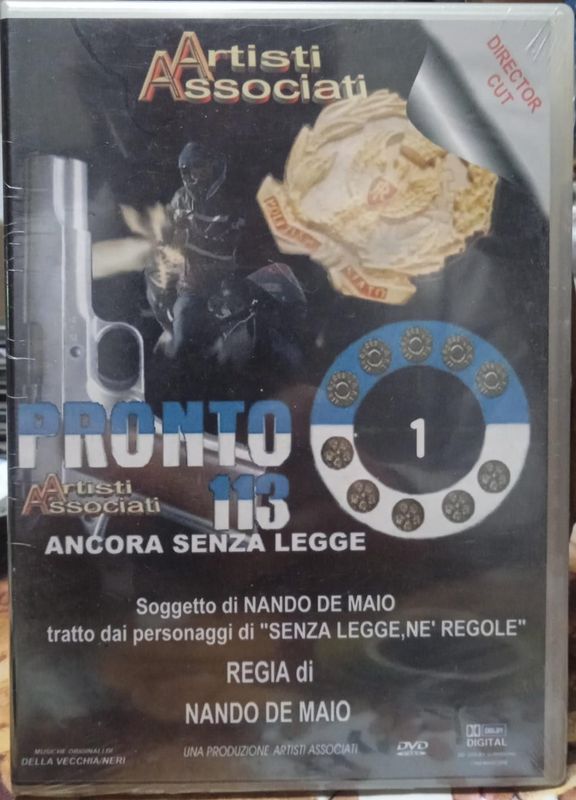 Artisti
Associati
DIRECTOR
CUT
PRONTO
113
Artisti
Associati
1
ANCORA SENZA LEGGE
Soggetto di NANDO DE MAIO
tratto dai personaggi di "SENZA LEGGE,NE' REGOLE"
REGIA di
NANDO DE MAIO
MUSICHE ORIGINALI DI
DELLA VECCHIA/NERI
UNA PRODUZIONE ARTISTI ASSOCIATI
DVD
DIGITAL